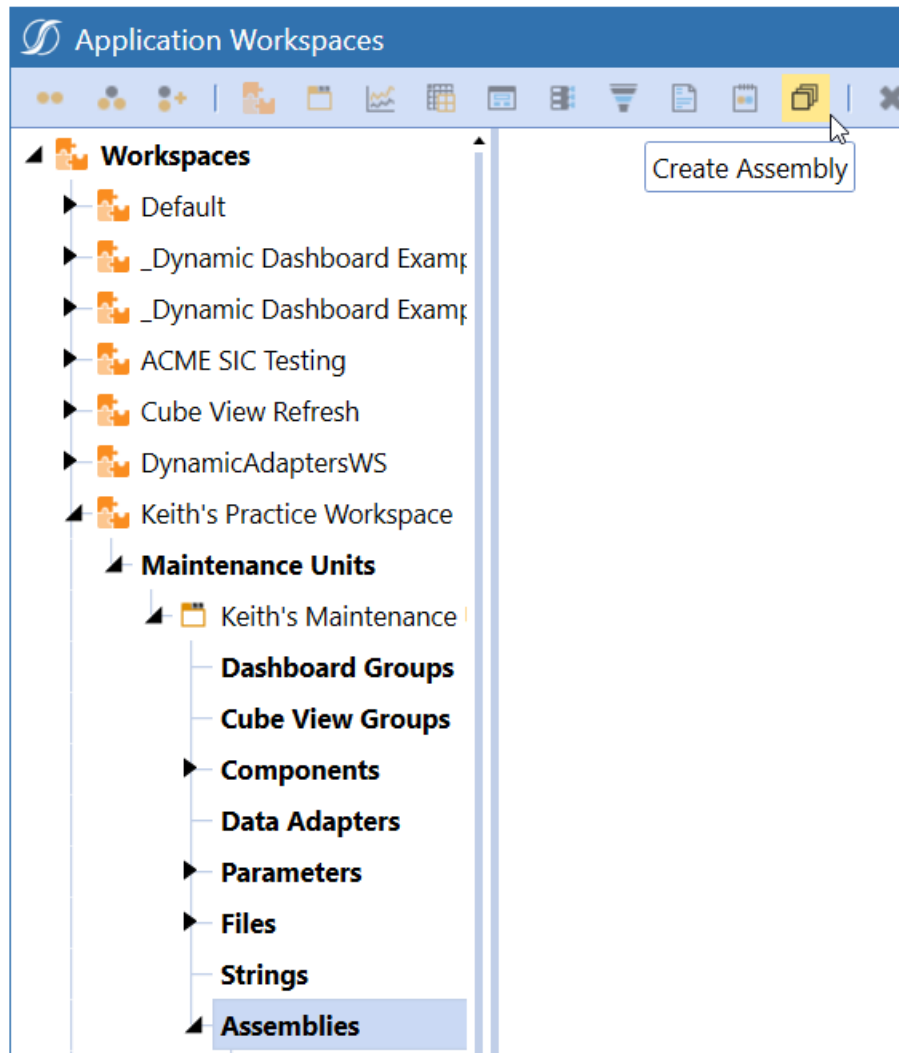 Application Workspaces
Create Assembly
Workspaces
Default
_Dynamic Dashboard Examp
_Dynamic Dashboard Examp
ACME SIC Testing
Cube View Refresh
DynamicAdaptersWS
Keith's Practice Workspace
Maintenance Units
Keith's Maintenance
Dashboard Groups
Cube View Groups
Components
Data Adapters
Parameters
Files
Strings
Assemblies